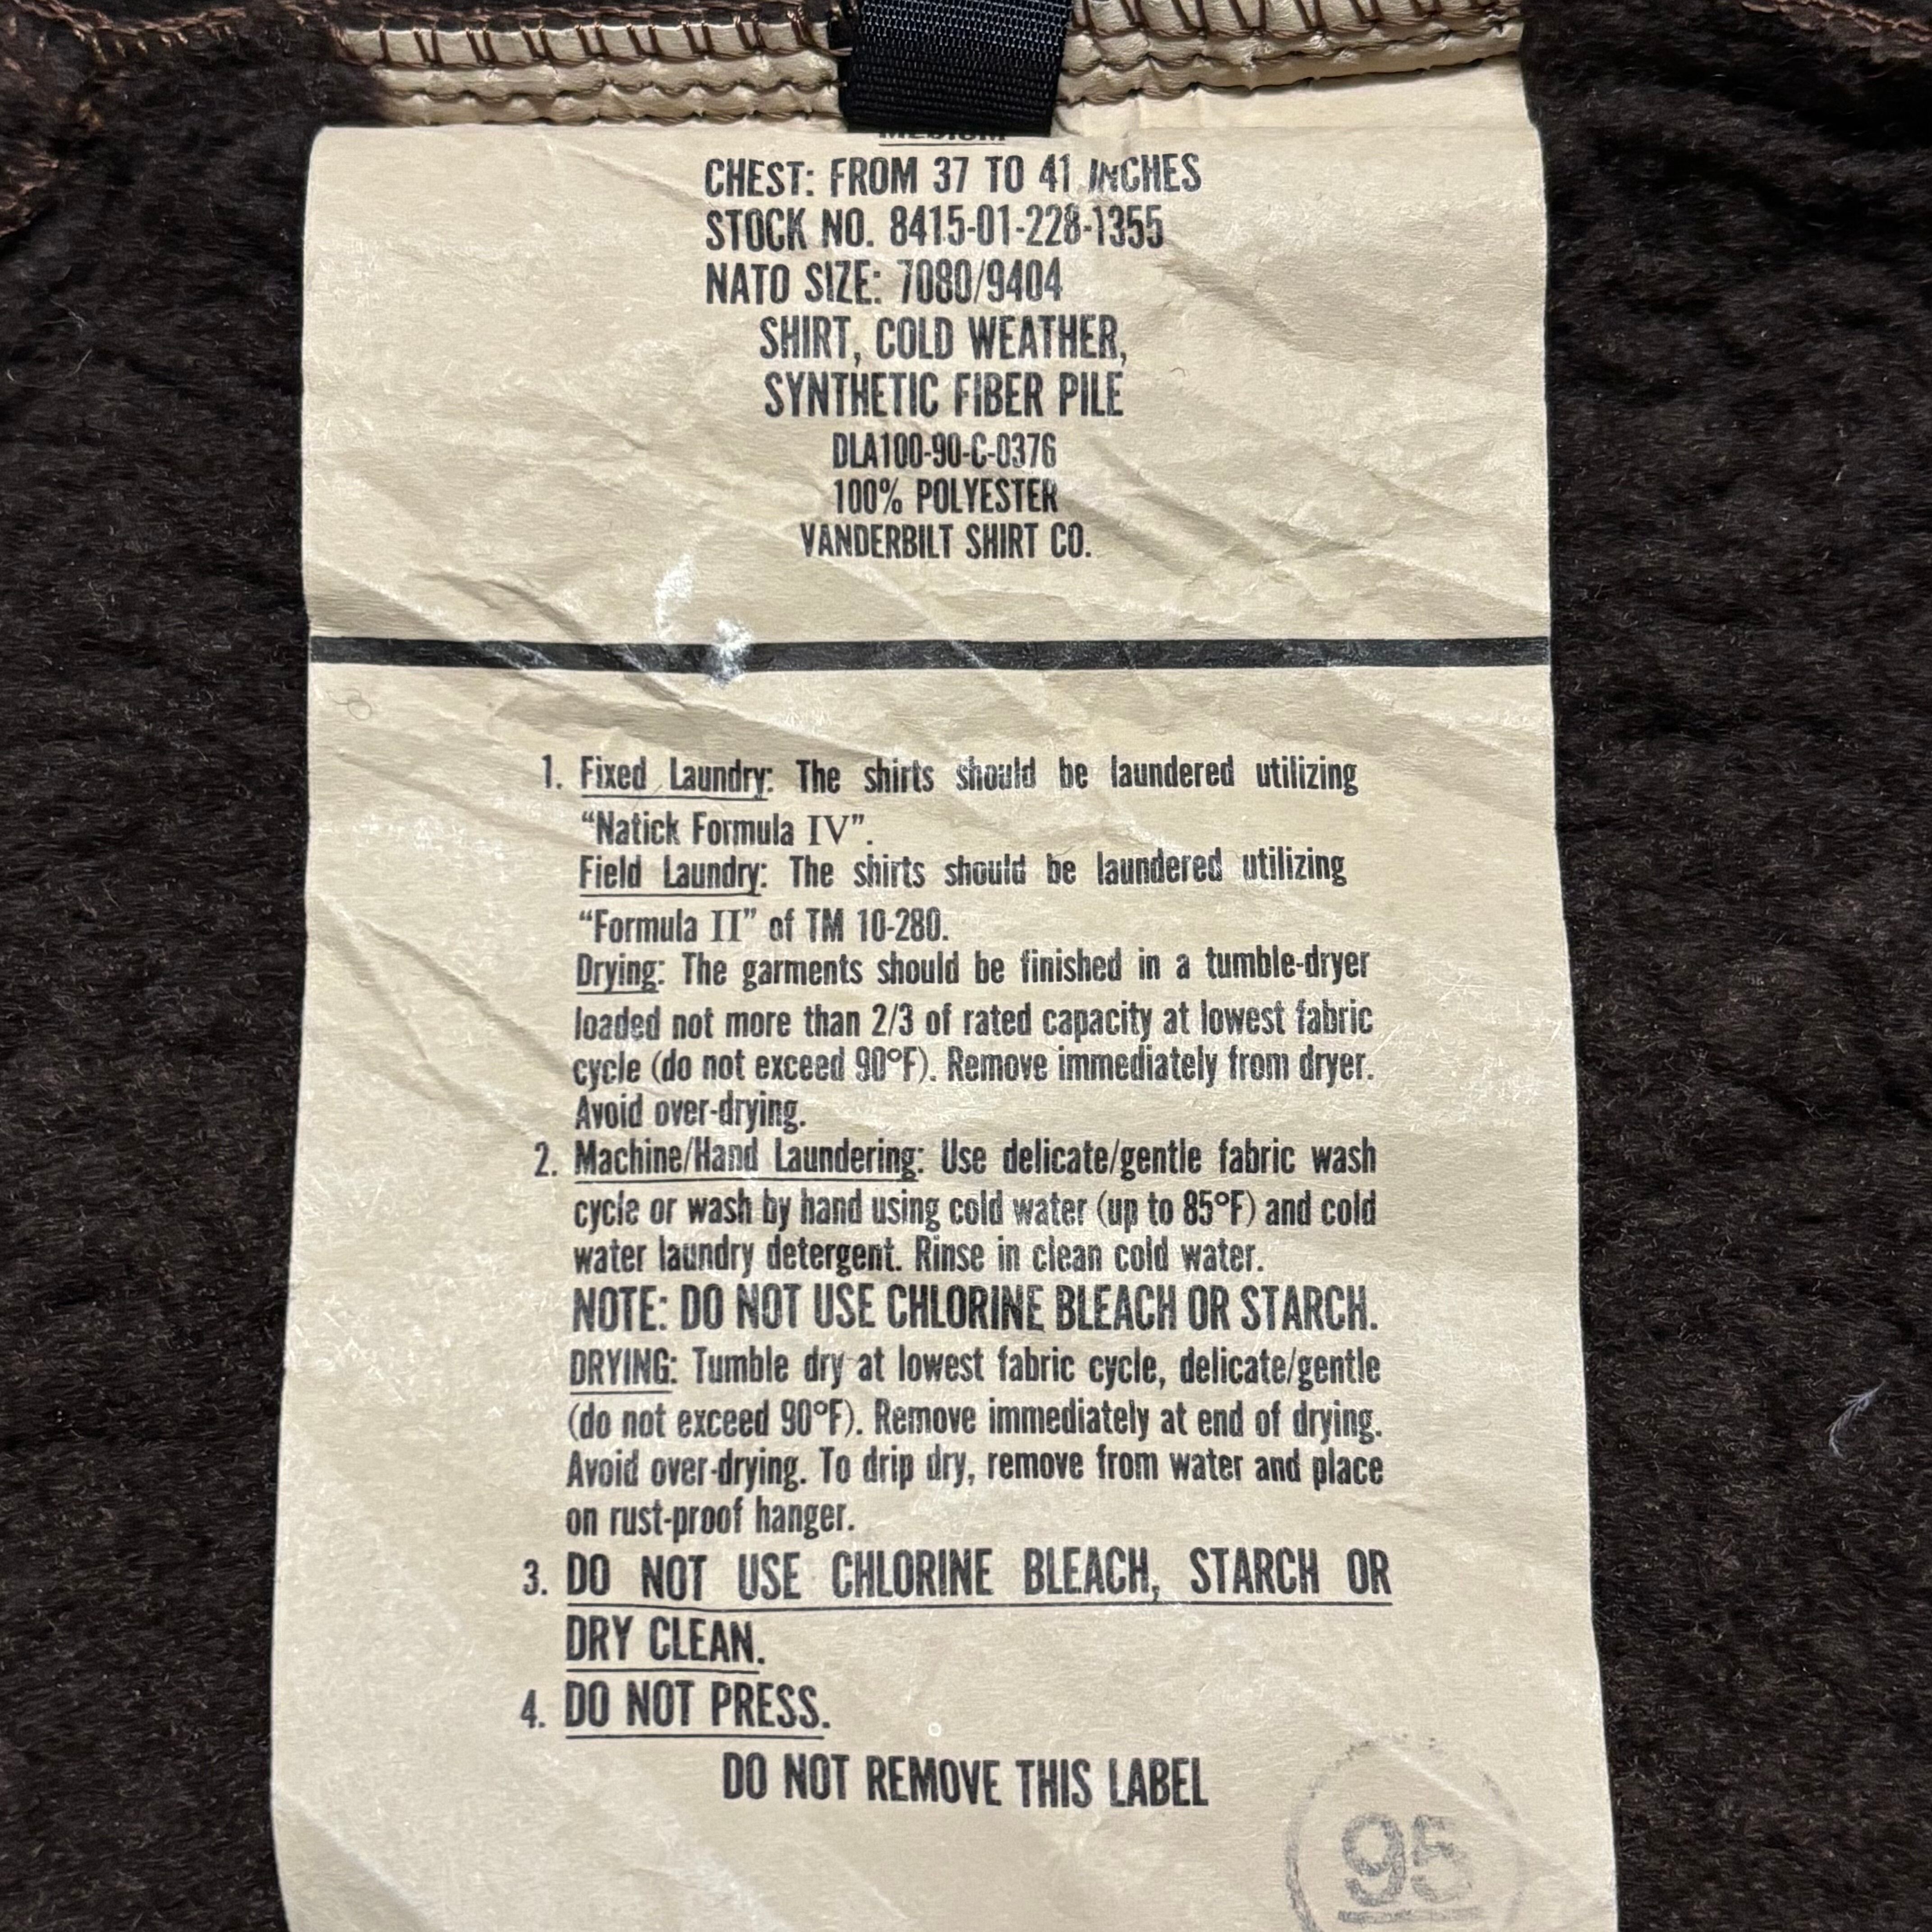 MEDIUM
CHEST: FROM 37 TO 41 INCHES
STOCK NO. 8415-01-228-1355
NATO SIZE: 7080/9404
SHIRT, COLD WEATHER,
SYNTHETIC FIBER PILE
DLA100-90-C-0376
100% POLYESTER
VANDERBILT SHIRT CO.
1. Fixed Laundry: The shirts should be laundered utilizing
“Natick Formula IV”.
Field Laundry: The shirts should be laundered utilizing
“Formula II” of TM 10-280.
Drying: The garments should be finished in a tumble-dryer
loaded not more than 2/3 of rated capacity at lowest fabric
cycle (do not exceed 90°F). Remove immediately from dryer.
Avoid over-drying.
2. Machine/Hand Laundering: Use delicate/gentle fabric wash
cycle or wash by hand using cold water (up to 85°F) and cold
water laundry detergent. Rinse in clean cold water.
NOTE: DO NOT USE CHLORINE BLEACH OR STARCH.
DRYING: Tumble dry at lowest fabric cycle, delicate/gentle
(do not exceed 90°F). Remove immediately at end of drying.
Avoid over-drying. To drip dry, remove from water and place
on rust-proof hanger.
3. DO NOT USE CHLORINE BLEACH, STARCH OR
DRY CLEAN.
4. DO NOT PRESS.
DO NOT REMOVE THIS LABEL
95